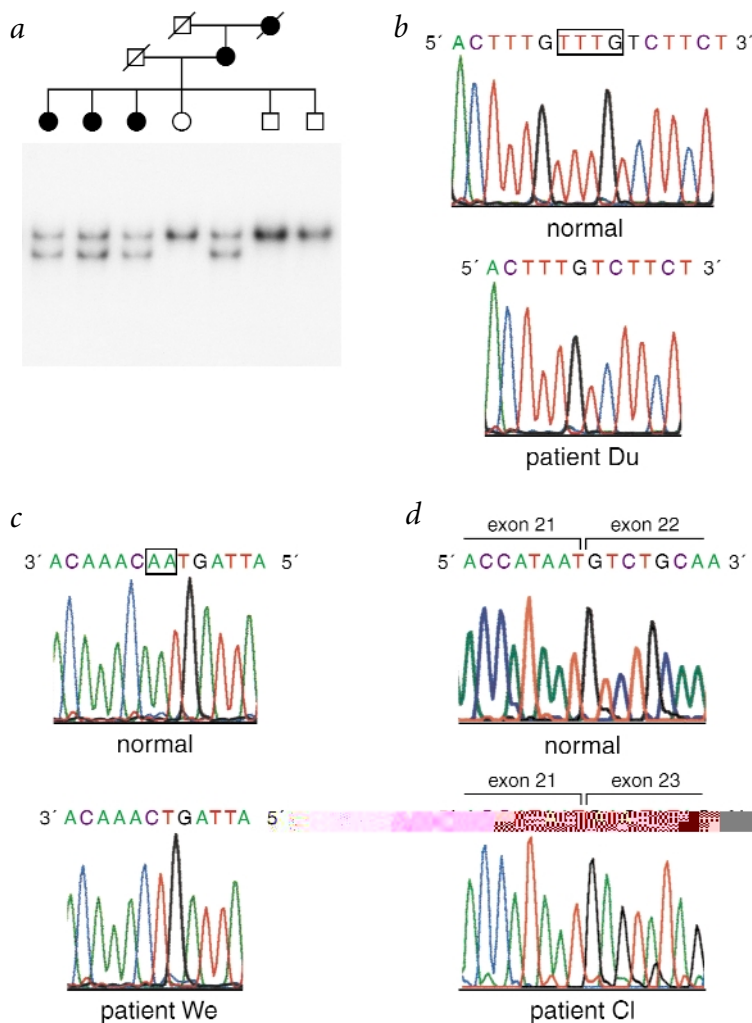 a
b
5´ ACTTTGTTTGTCTTCT 3´
normal
5´ ACTTTGTCTTCT 3´
patient Du
c
3´ ACAAACAATGATTA 5´
normal
3´ ACAAACTGATTA 5´
patient We
d
exon 21 exon 22
5´ ACCATAATGTCTGCAA 3´
normal
exon 21 exon 23
patient Cl